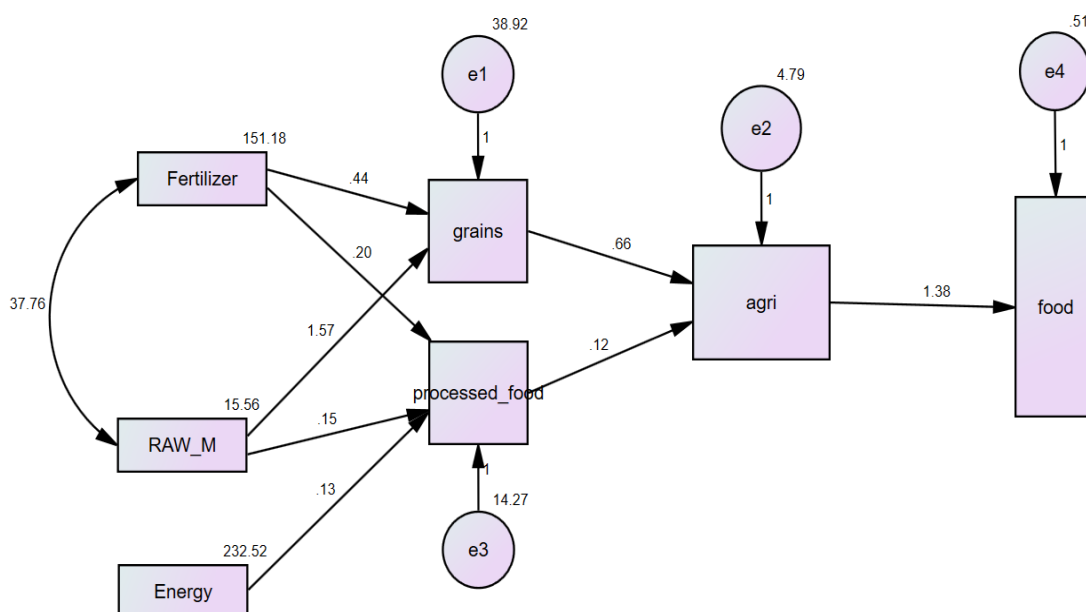 38.92
.51
e1
e4
4.79
e2
151.18
1
1
Fertilizer
.44
1
grains
.20
.66
37.76
1.57
agri
1.38
food
.12
processed_food
15.56
.15
RAW_M
1
.13
14.27
232.52
e3
Energy